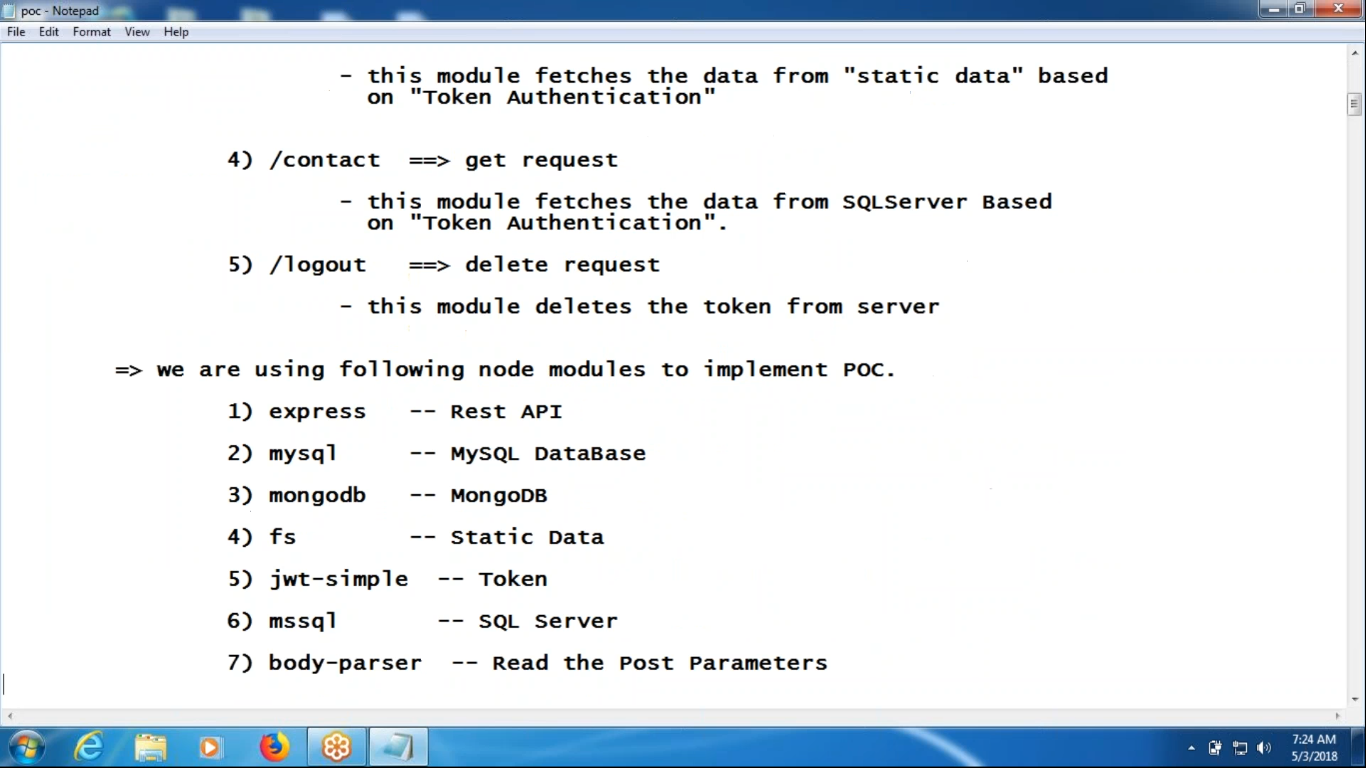 poc - Notepad
File Edit Format View Help
- this module fetches the data from "static data" based
on "Token Authentication"
4) /contact ==> get request
- this module fetches the data from SQLServer Based
on "Token Authentication".
5) /logout ==> delete request
- this module deletes the token from server
=> we are using following node modules to implement POC.
1) express -- Rest API
2) mysql -- MySQL DataBase
3) mongodb -- MongoDB
4) fs -- Static Data
5) jwt-simple -- Token
6) mssql -- SQL Server
7) body-parser -- Read the Post Parameters
7:24 AM
5/3/2018